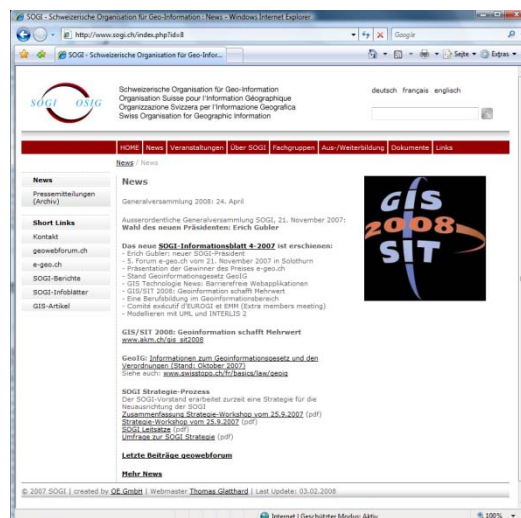 SOGI - Schweizerische Organisation für Geo-Information : News - Windows Internet Explorer
http://www.sogi.ch/index.php?id=8
Google
SOGI - Schweizerische Organisation für Geo-Infor...
Seite
Extras
SOGI OSIG
Schweizerische Organisation für Geo-Information
Organisation Suisse pour l'Information Géographique
Organizzazione Svizzera per l'Informazione Geografica
Swiss Organisation for Geographic Information
deutsch français englisch
HOME News Veranstaltungen Über SOGI Fachgruppen Aus-/Weiterbildung Dokumente Links
News / News
News
Pressemitteilungen
(Archiv)
Short Links
Kontakt
geowebforum.ch
e-geo.ch
SOGI-Berichte
SOGI-Infoblätter
GIS-Artikel
News
Generalversammlung 2008: 24. April
Ausserordentliche Generalversammlung SOGI, 21. November 2007:
Wahl des neuen Präsidenten: Erich Gubler
Das neue SOGI-Informationsblatt 4-2007 ist erschienen:
- Erich Gubler: neuer SOGI-Präsident
- 5. Forum e-geo.ch vom 21. November 2007 in Solothurn
- Präsentation der Gewinner des Preises e-geo.ch
- Stand Geoinformationsgesetz GeoIG
- GIS Technologie News: Barrierefreie Webapplikationen
- GIS/SIT 2008: Geoinformation schafft Mehrwert
- Eine Berufsbildung im Geoinformationsbereich
- Comité exécutif d'EUROGI et EMM (Extra members meeting)
- Modellieren mit UML und INTERLIS 2
GIS/SIT 2008: Geoinformation schafft Mehrwert
www.akm.ch/gis_sit2008
GeoIG: Informationen zum Geoinformationsgesetz und den
Verordnungen (Stand: Oktober 2007)
Siehe auch: www.swisstopo.ch/fr/basics/law/geoig
SOGI Strategie-Prozess
Der SOGI-Vorstand erarbeitet zurzeit eine Strategie für die
Neuausrichtung der SOGI
Zusammenfassung Strategie-Workshop vom 25.9.2007 (pdf)
Strategie-Workshop vom 25.9.2007 (pdf)
SOGI Leitsätze (pdf)
Umfrage zur SOGI Strategie (pdf)
Letzte Beiträge geowebforum
Mehr News
GIS
2008
SIT
© 2007 SOGI | created by OE GmbH | Webmaster Thomas Glatthard | Last Update: 03.02.2008
Internet | Geschützter Modus: Aktiv
100%